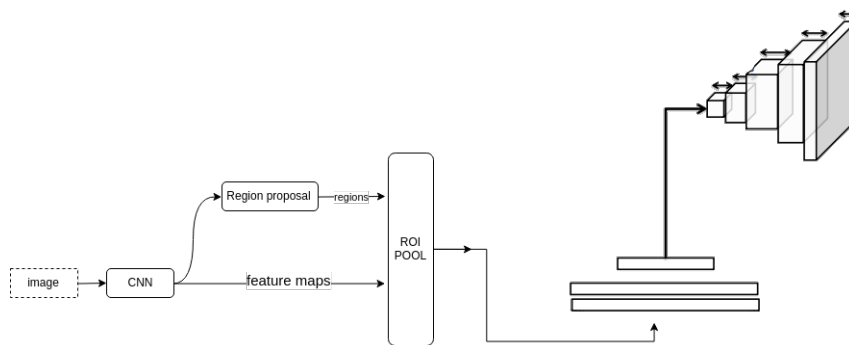 Region proposal
regions
ROI
POOL
image
CNN
feature maps